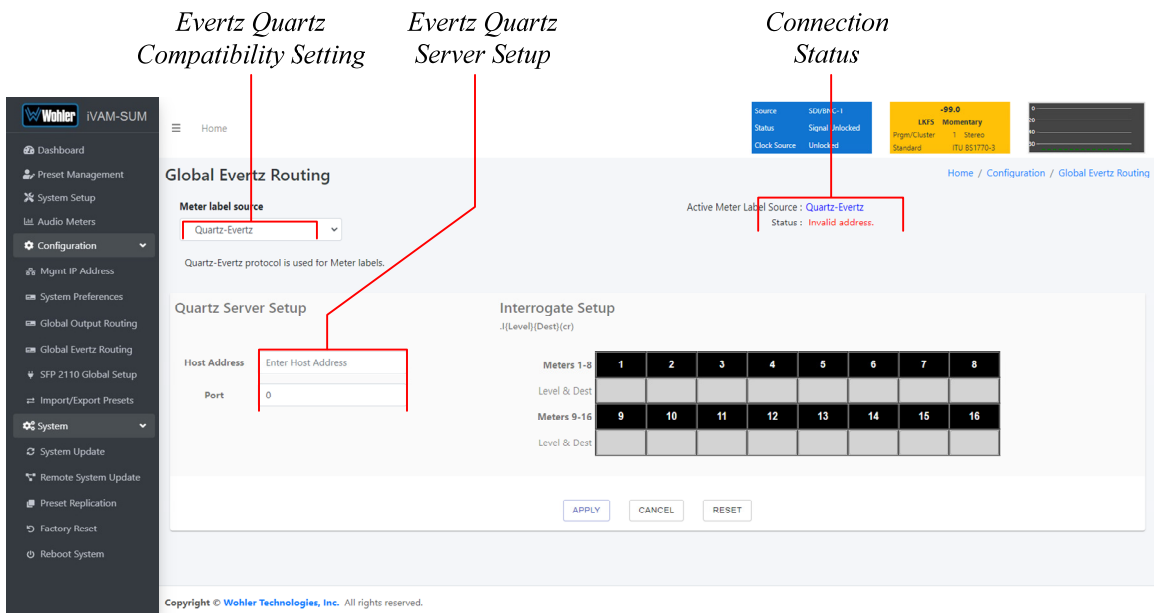 Evertz Quartz
Compatibility Setting
Evertz Quartz
Server Setup
Connection
Status
Wohler iVAM-SUM
Dashboard
Preset Management
System Setup
Audio Meters
Configuration
Mgmt IP Address
System Preferences
Global Output Routing
Global Evertz Routing
SFP 2110 Global Setup
Import/Export Presets
System
System Update
Remote System Update
Preset Replication
Factory Reset
Reboot System
Home
Source SDI/BNC-1
Status Signal Unlocked
Clock Source Unlocked
-99.0
LKFS Momentary
Prgm/Cluster 1 Stereo
Standard ITU BS1770-3
0
Global Evertz Routing
Home / Configuration / Global Evertz Routing
Meter label source
Quartz-Evertz
Quartz-Evertz protocol is used for Meter labels.
Active Meter Label Source : Quartz-Evertz
Status : Invalid address.
Quartz Server Setup
Host Address Enter Host Address
Port 0
Interrogate Setup
.I{Level}{Dest}(cr)
Meters 1-8 1 2 3 4 5 6 7 8
Level & Dest
Meters 9-16 9 10 11 12 13 14 15 16
Level & Dest
APPLY CANCEL RESET
Copyright © Wohler Technologies, Inc. All rights reserved.